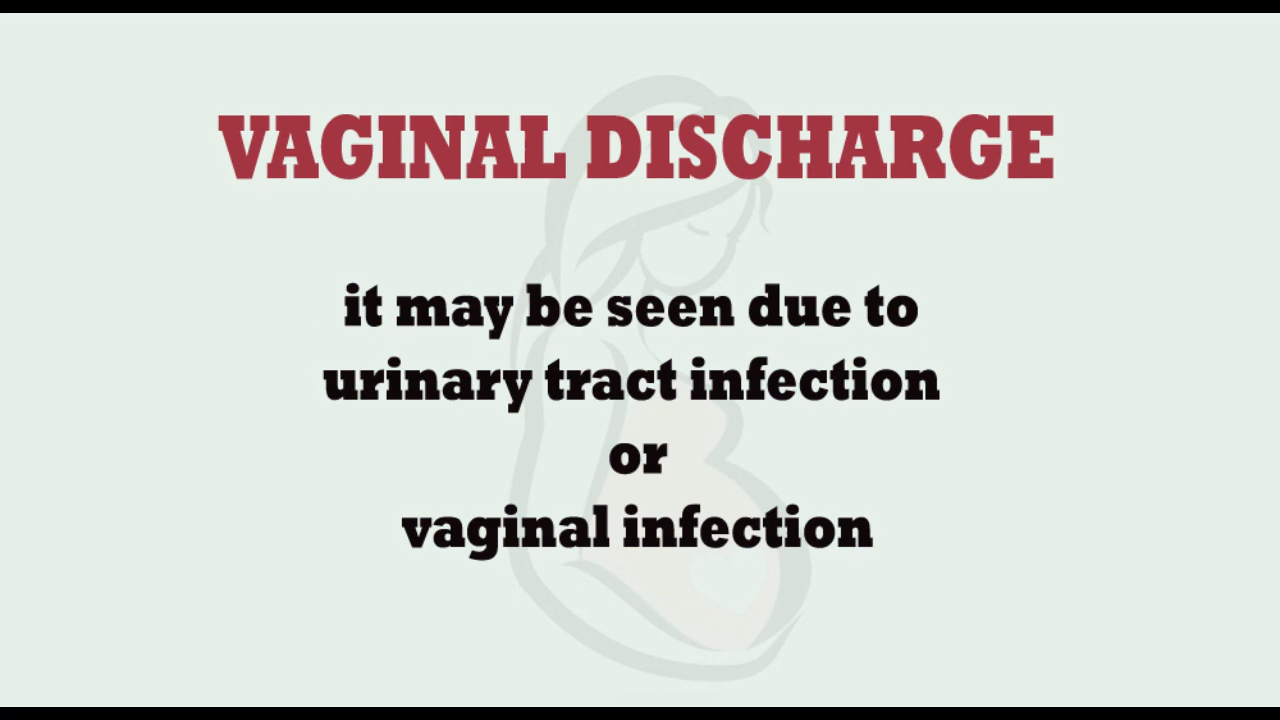 VAGINAL DISCHARGE
it may be seen due to
urinary tract infection
or
vaginal infection